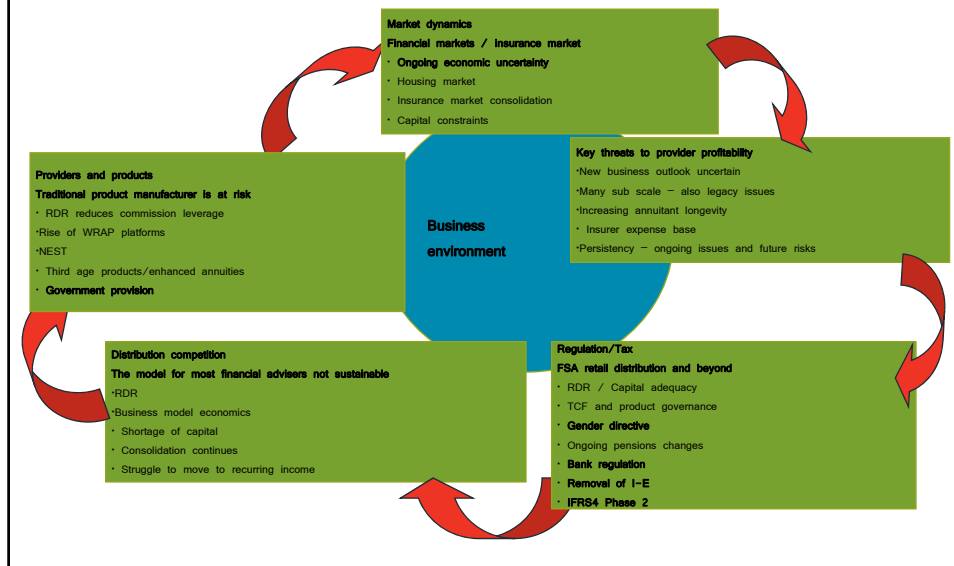 Market dynamics
Financial markets / insurance market
· Ongoing economic uncertainty
· Housing market
· Insurance market consolidation
· Capital constraints
Key threats to provider profitability
·New business outlook uncertain
·Many sub scale – also legacy issues
·Increasing annuitant longevity
· Insurer expense base
·Persistency – ongoing issues and future risks
Providers and products
Traditional product manufacturer is at risk
· RDR reduces commission leverage
·Rise of WRAP platforms
·NEST
· Third age products/enhanced annuities
· Government provision
Business
environment
Distribution competition
The model for most financial advisers not sustainable
·RDR
·Business model economics
· Shortage of capital
· Consolidation continues
· Struggle to move to recurring income
Regulation/Tax
FSA retail distribution and beyond
· RDR / Capital adequacy
· TCF and product governance
· Gender directive
· Ongoing pensions changes
· Bank regulation
· Removal of I-E
· IFRS4 Phase 2